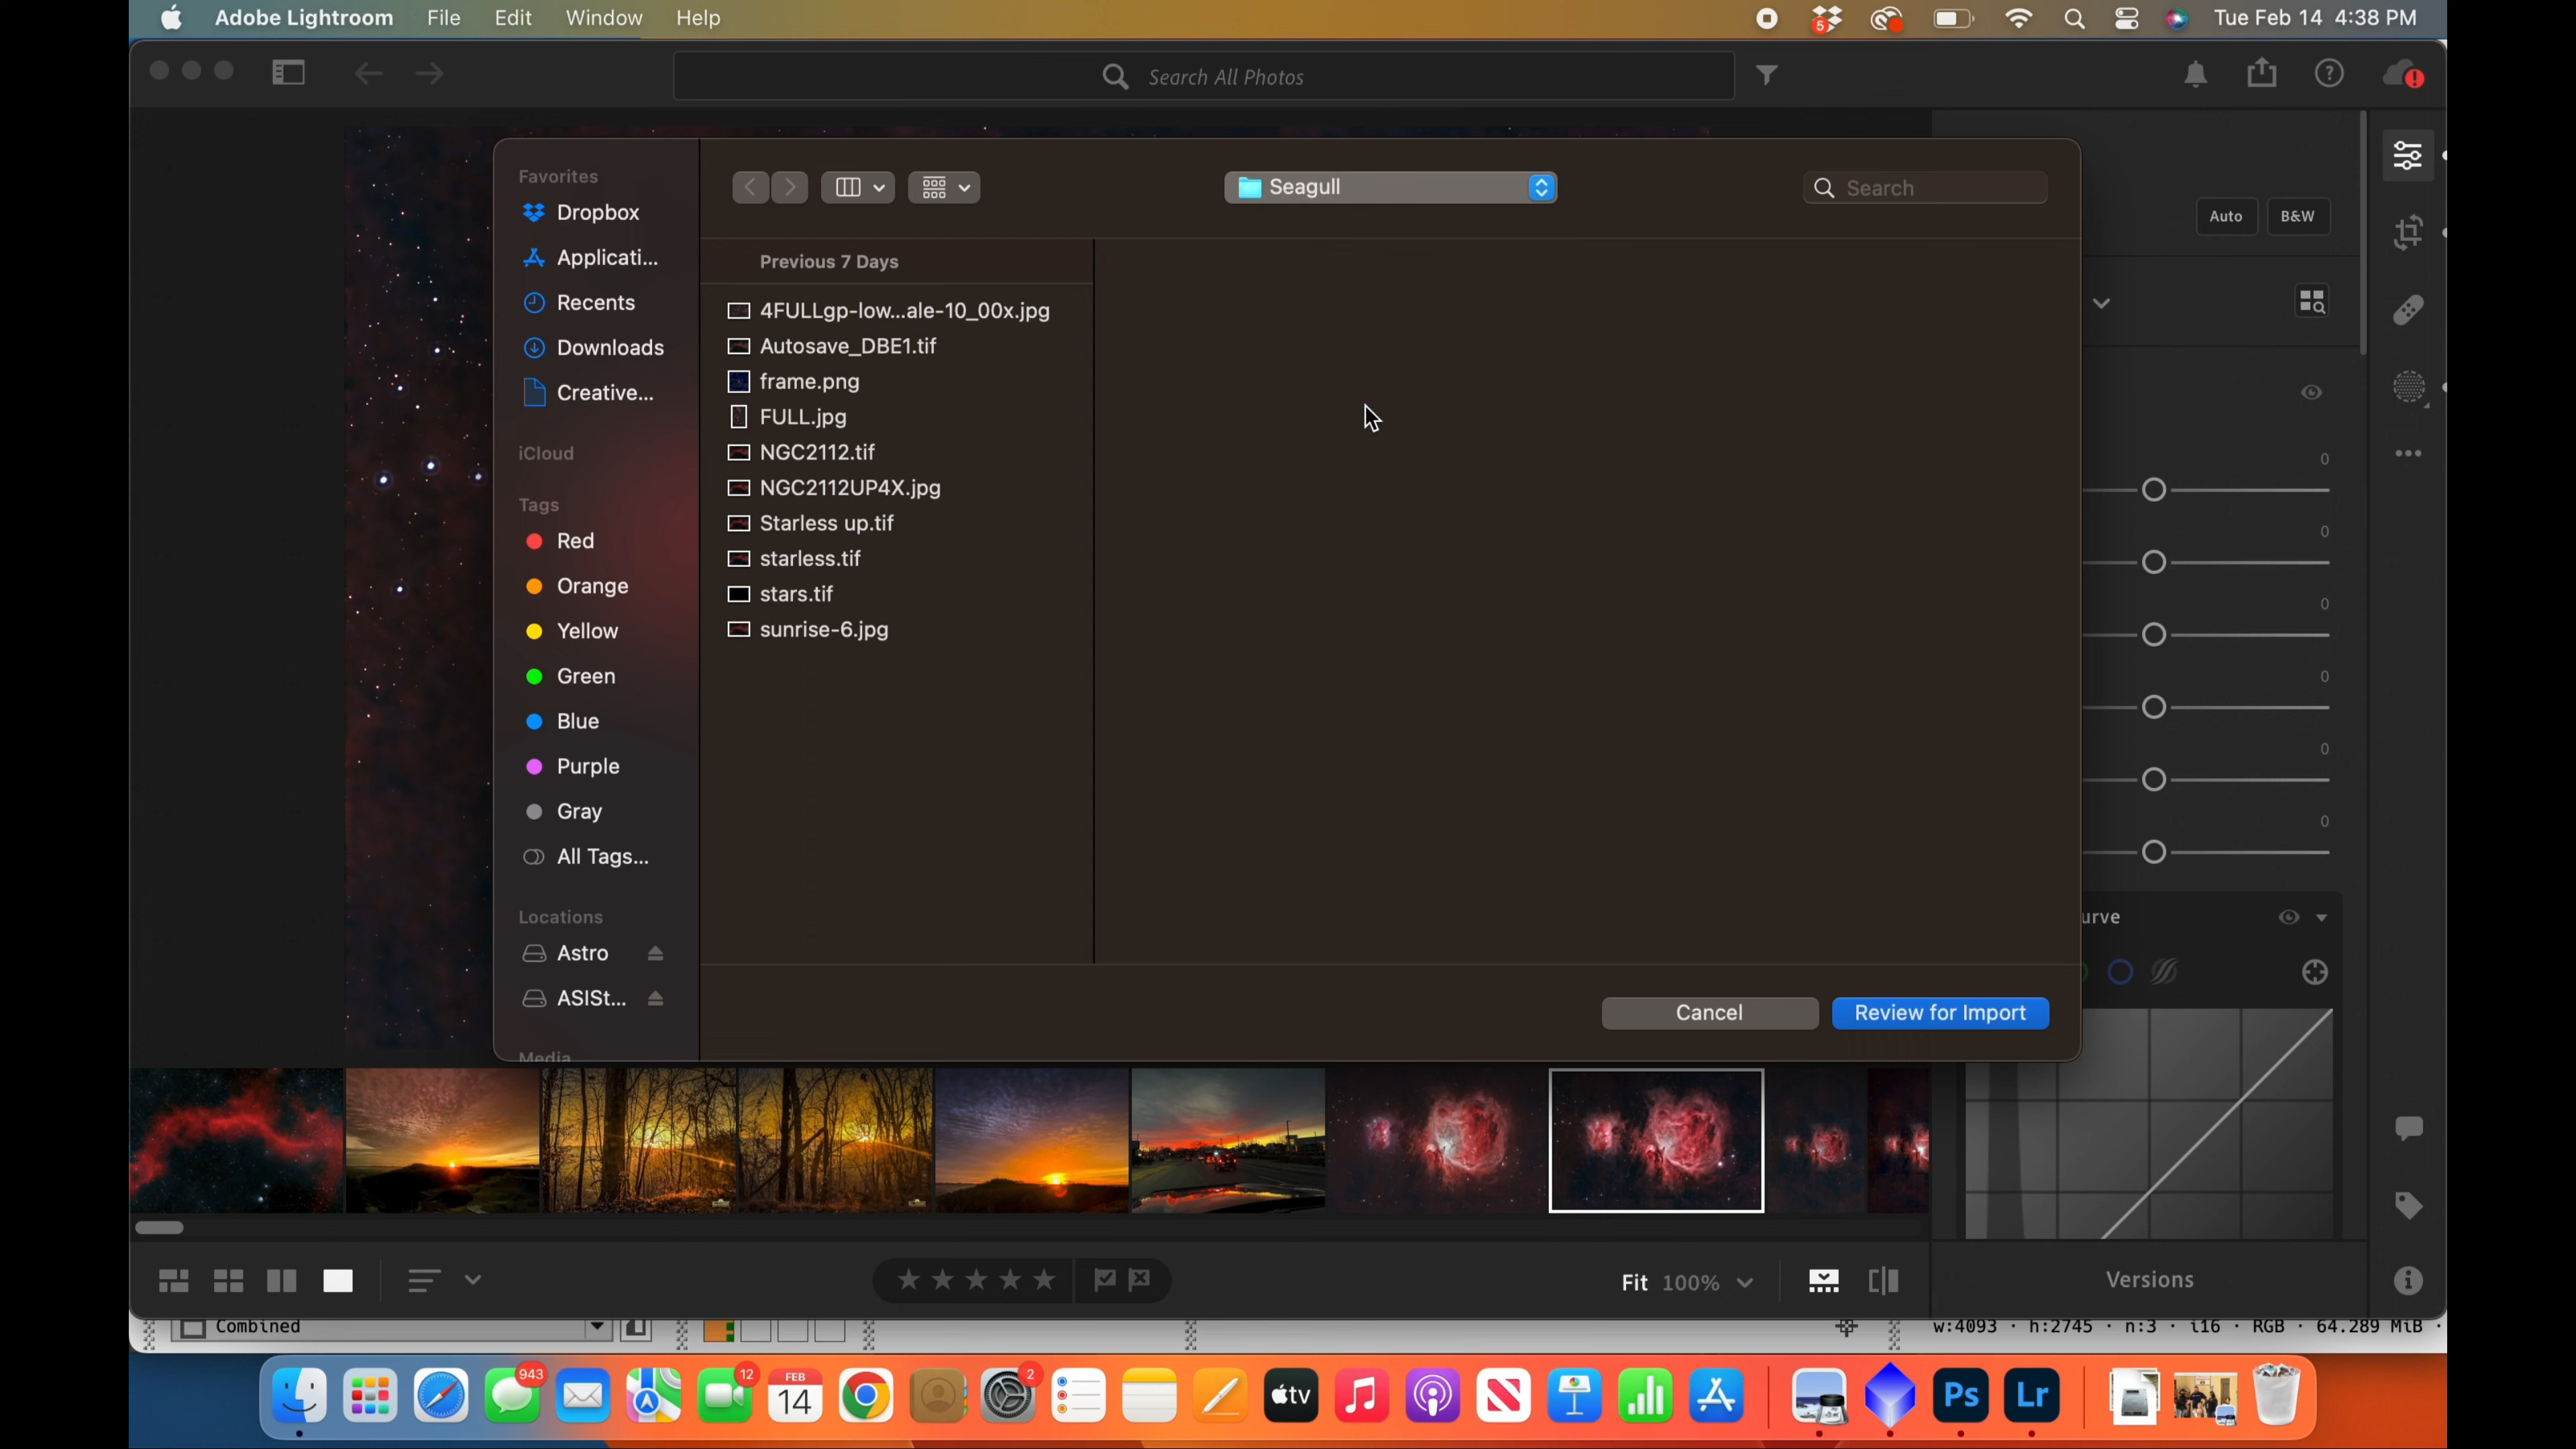 Adobe Lightroom File Edit Window Help
5
Tue Feb 14 4:38 PM
Search All Photos
Favorites
Dropbox
Applicati...
Recents
Downloads
Creative...
iCloud
Tags
Red
Orange
Yellow
Green
Blue
Purple
Gray
All Tags...
Locations
Astro
ASISt...
Media
Seagull
Search
Previous 7 Days
4FULLgp-low...ale-10_00x.jpg
Autosave_DBE1.tif
frame.png
FULL.jpg
NGC2112.tif
NGC2112UP4X.jpg
Starless up.tif
starless.tif
stars.tif
sunrise-6.jpg
Cancel
Review for Import
Auto
B&W
0
0
0
0
0
0
urve
Fit 100%
Versions
Combined
w:4093 · h:2745 · n:3 · i16 · RGB · 64.289 MiB ·
943
12
FEB
14
2
tv
Ps
Lr